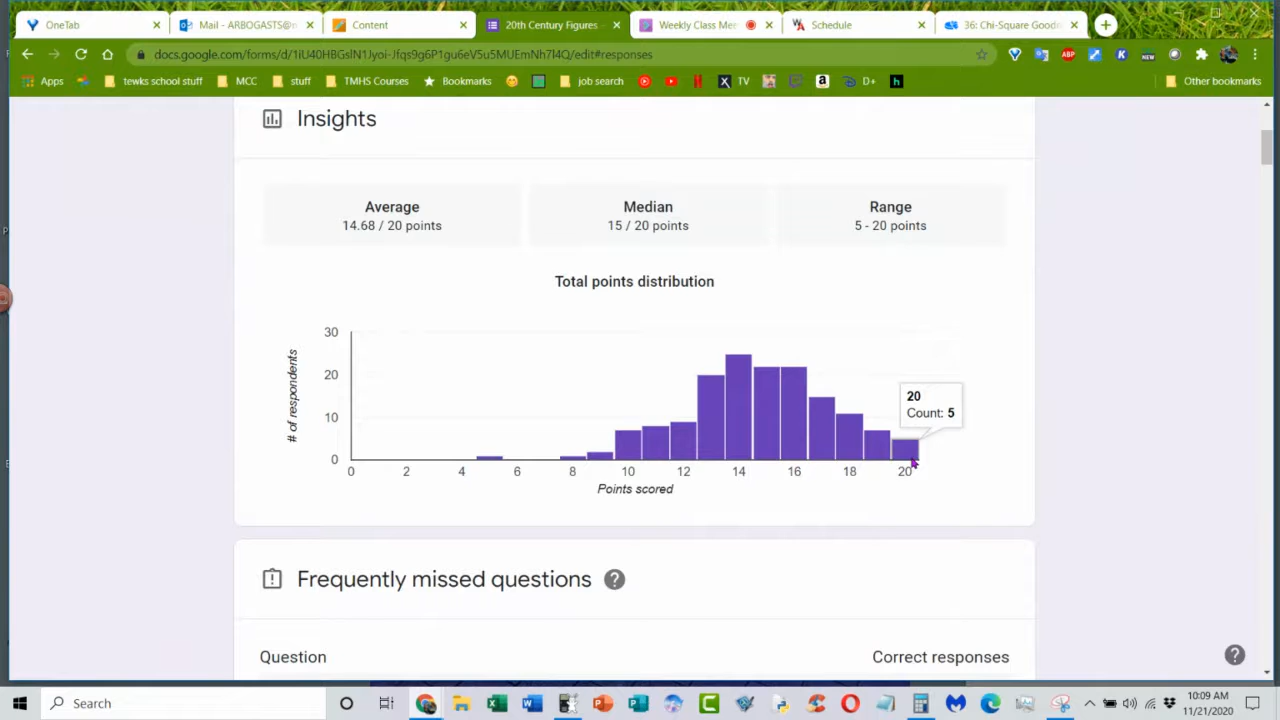 OneTab
Mail - ARBOGASTS@
Content
20th Century Figures
Weekly Class Me
Schedule
36: Chi-Square Good
docs.google.com/forms/d/1iU40HBGslN1Jyoi-Jfqs9g6P1gu6eV5u5MUEmNh7l4Q/edit#responses
Apps
tewks school stuff
MCC
stuff
TMHS Courses
Bookmarks
job search
TV
D+
Other bookmarks
Insights
Average
14.68 / 20 points
Median
15 / 20 points
Range
5 - 20 points
Total points distribution
# of respondents
30
20
10
0
20
Count: 5
0 2 4 6 8 10 12 14 16 18 20
Points scored
Frequently missed questions ?
Question
Correct responses
?
Search
10:09 AM
11/21/2020